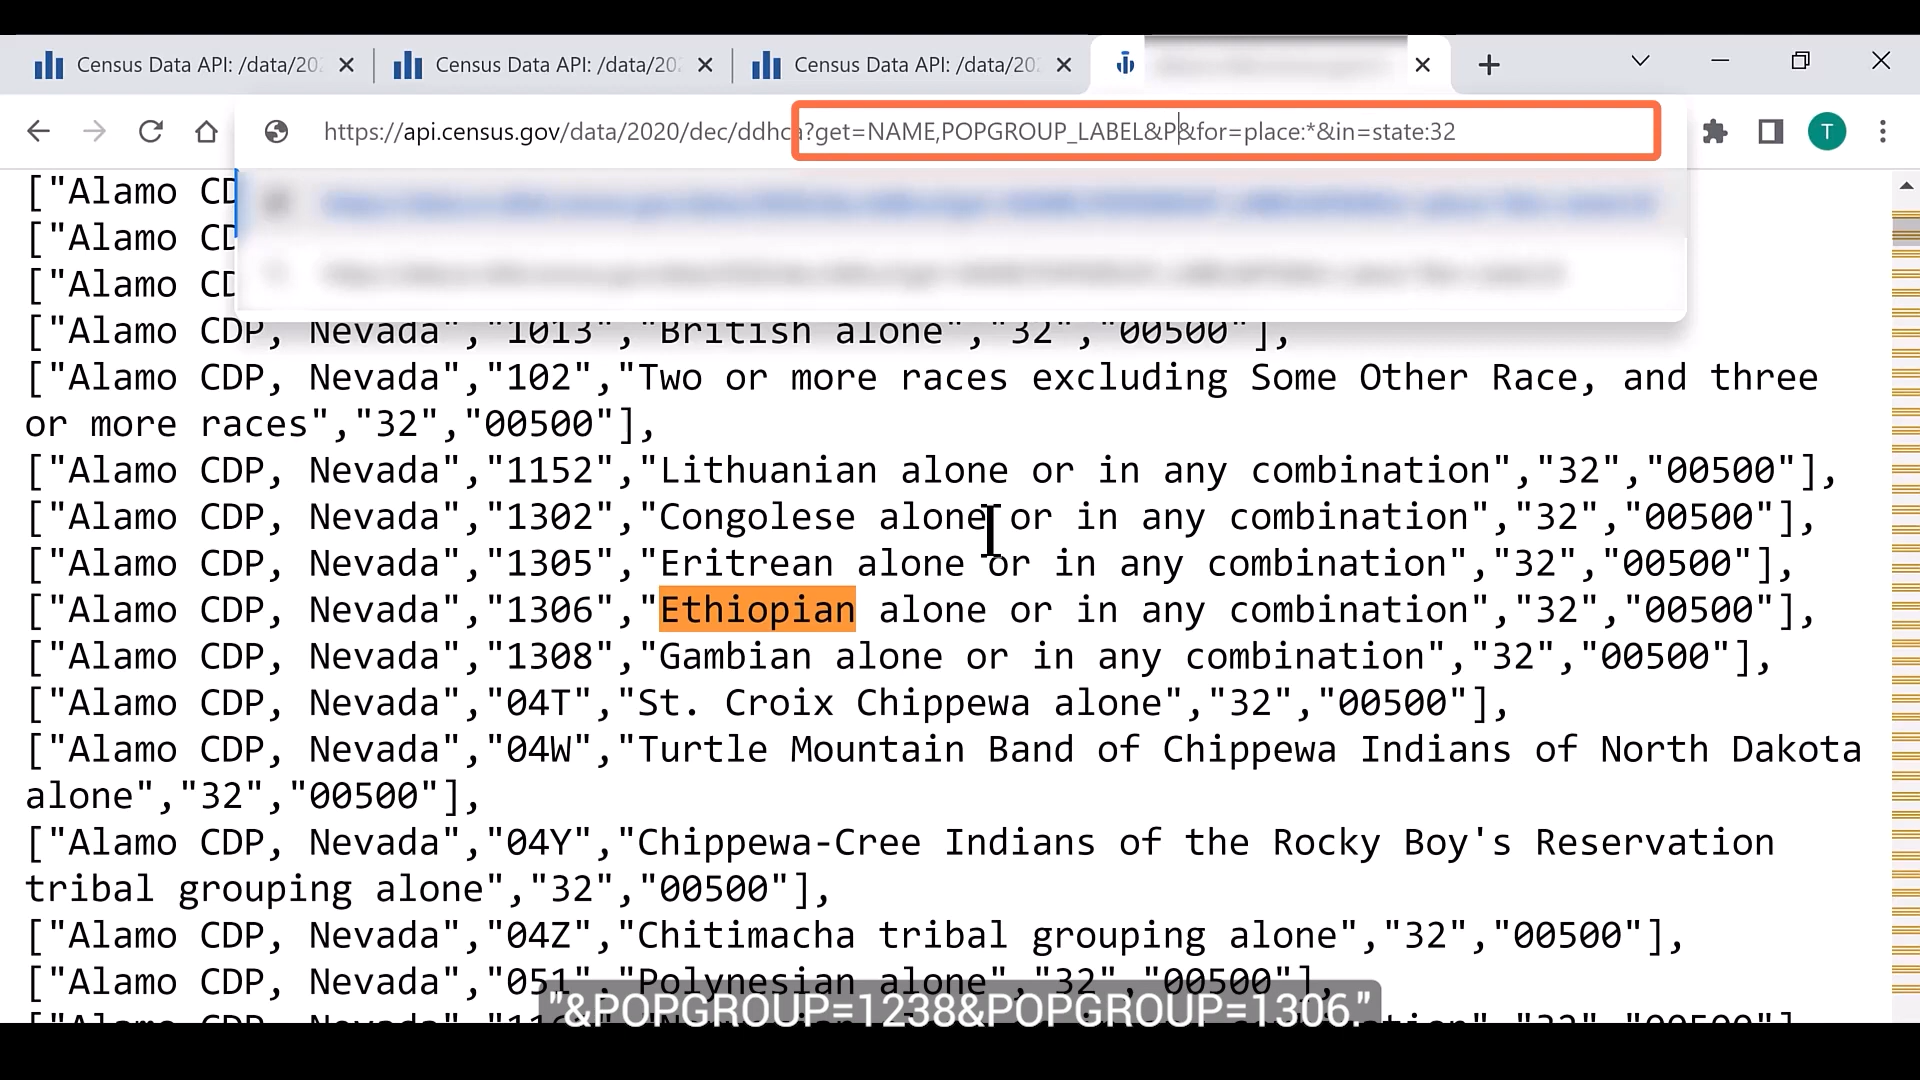 Census Data API: /data/202
Census Data API: /data/202
Census Data API: /data/202
https://api.census.gov/data/2020/dec/ddhca?get=NAME,POPGROUP_LABEL&P&for=place:*&in=state:32
T
["Alamo CD
["Alamo CD
["Alamo CD
["Alamo CDP, Nevada","1013","British alone","32","00500"],
["Alamo CDP, Nevada","102","Two or more races excluding Some Other Race, and three
or more races","32","00500"],
["Alamo CDP, Nevada","1152","Lithuanian alone or in any combination","32","00500"],
["Alamo CDP, Nevada","1302","Congolese alone or in any combination","32","00500"],
["Alamo CDP, Nevada","1305","Eritrean alone or in any combination","32","00500"],
["Alamo CDP, Nevada","1306","Ethiopian alone or in any combination","32","00500"],
["Alamo CDP, Nevada","1308","Gambian alone or in any combination","32","00500"],
["Alamo CDP, Nevada","04T","St. Croix Chippewa alone","32","00500"],
["Alamo CDP, Nevada","04W","Turtle Mountain Band of Chippewa Indians of North Dakota
alone","32","00500"],
["Alamo CDP, Nevada","04Y","Chippewa-Cree Indians of the Rocky Boy's Reservation
tribal grouping alone","32","00500"],
["Alamo CDP, Nevada","04Z","Chitimacha tribal grouping alone","32","00500"],
["Alamo CDP, Nevada","051","Polynesian alone","32","00500"],
"&POPGROUP=1238&POPGROUP=1306."